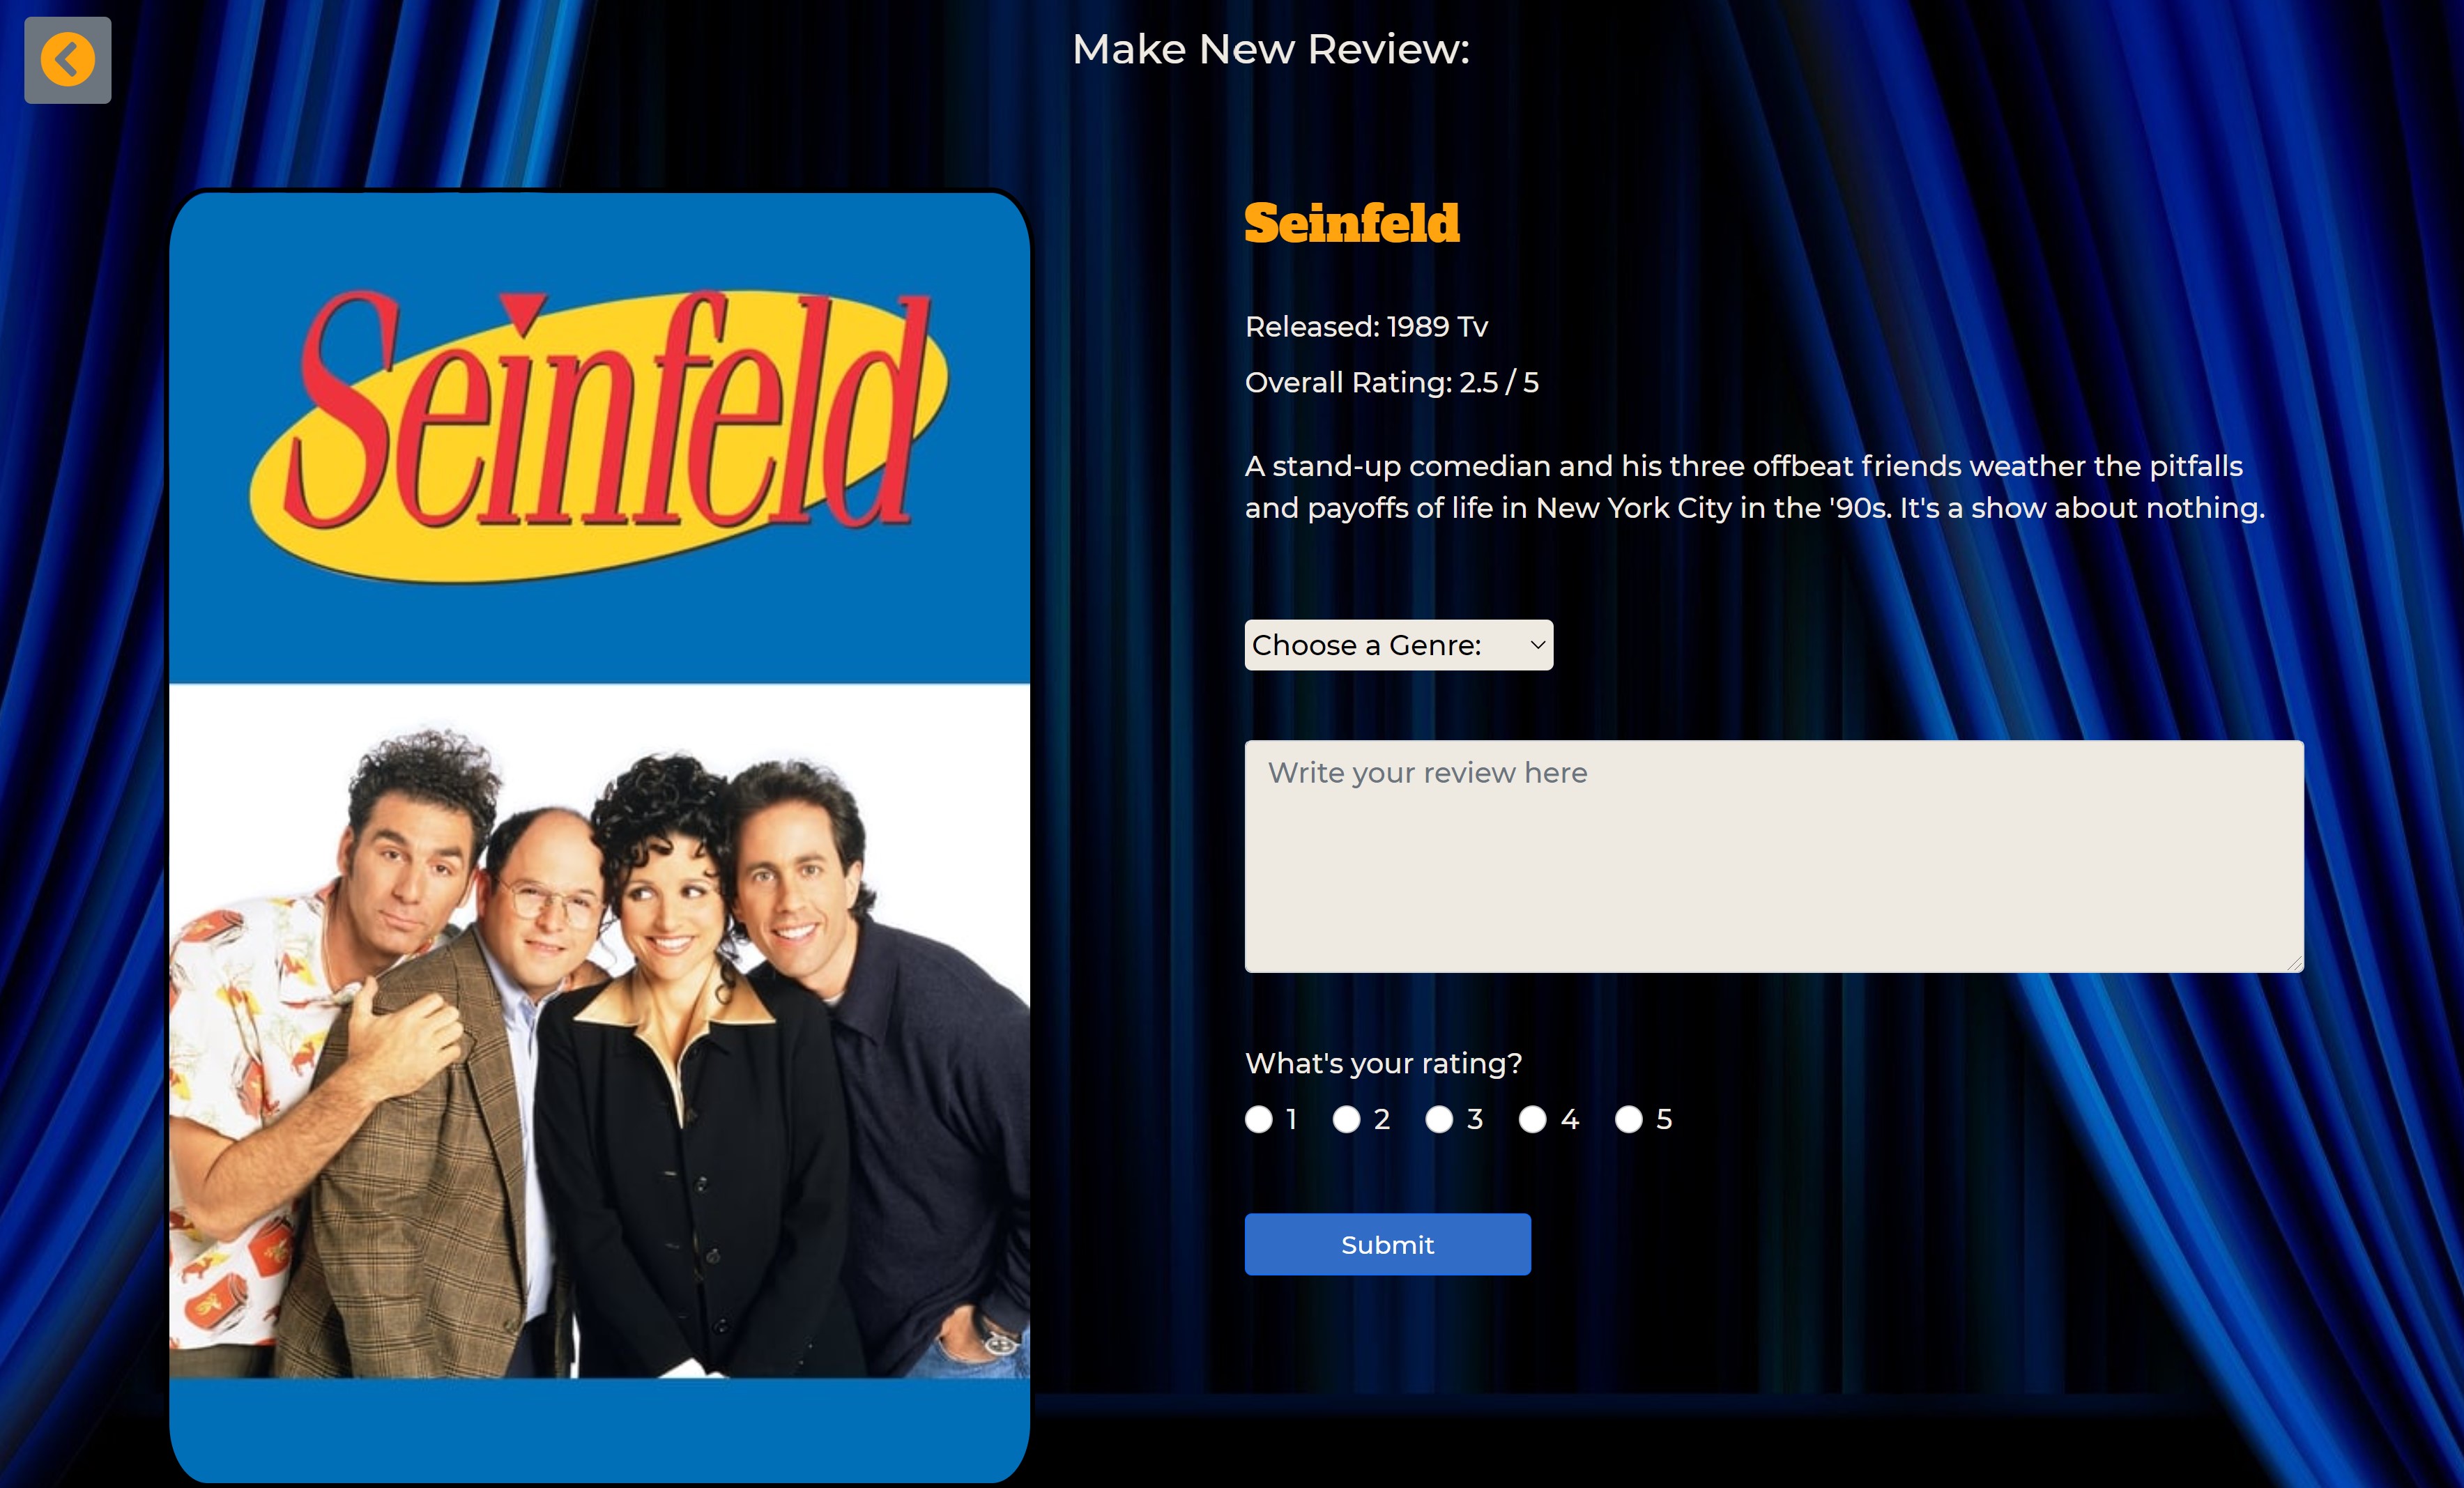 Make New Review:
Seinfeld
Seinfeld
Released: 1989 Tv
Overall Rating: 2.5 / 5
A stand-up comedian and his three offbeat friends weather the pitfalls
and payoffs of life in New York City in the '90s. It's a show about nothing.
Choose a Genre:
Write your review here
What's your rating?
1 2 3 4 5
Submit